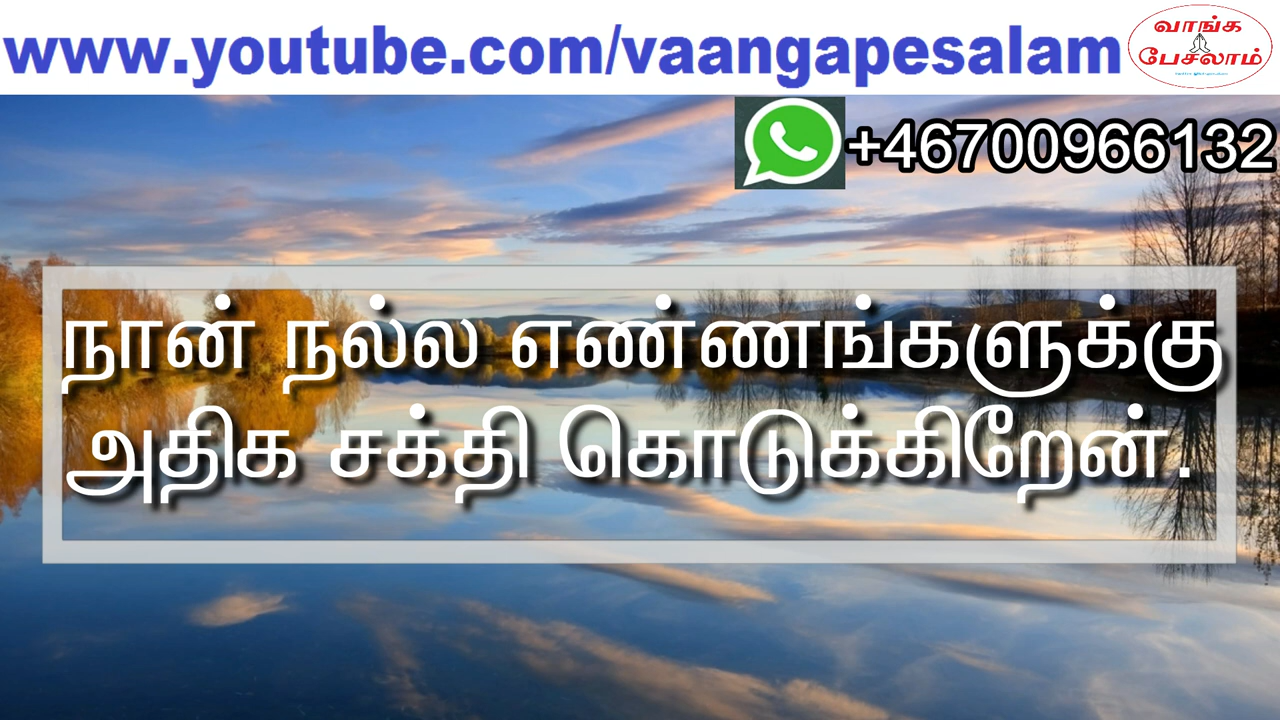 www.youtube.com/vaangapesalam
வாங்க
பேசலாம்
+46700966132
நான் நல்ல எண்ணங்களுக்கு
அதிக சக்தி கொடுக்கிறேன்.